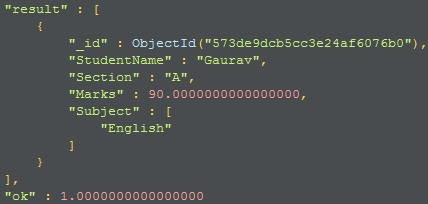 "result" : [
{
"_id" : ObjectId("573de9dcb5cc3e24af6076b0"),
"StudentName" : "Gaurav",
"Section" : "A",
"Marks" : 90.0000000000000000,
"Subject" : [
"English"
]
}
],
"ok" : 1.0000000000000000